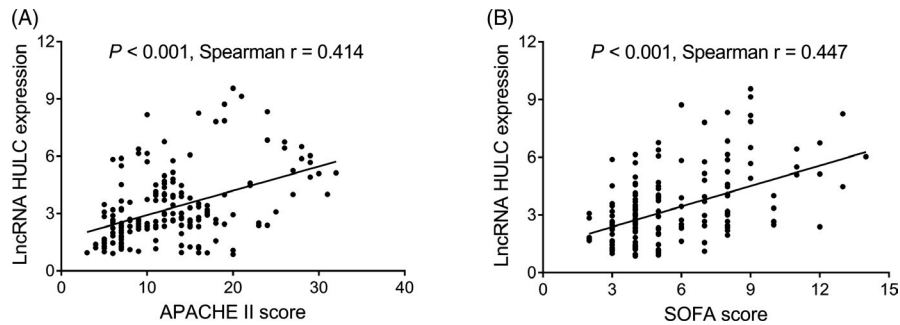 (A)
P < 0.001, Spearman r = 0.414
LncRNA HULC expression
12
9
6
3
0
0
10
20
30
40
APACHE II score
(B)
P < 0.001, Spearman r = 0.447
LncRNA HULC expression
12
9
6
3
0
0
3
6
9
12
15
SOFA score